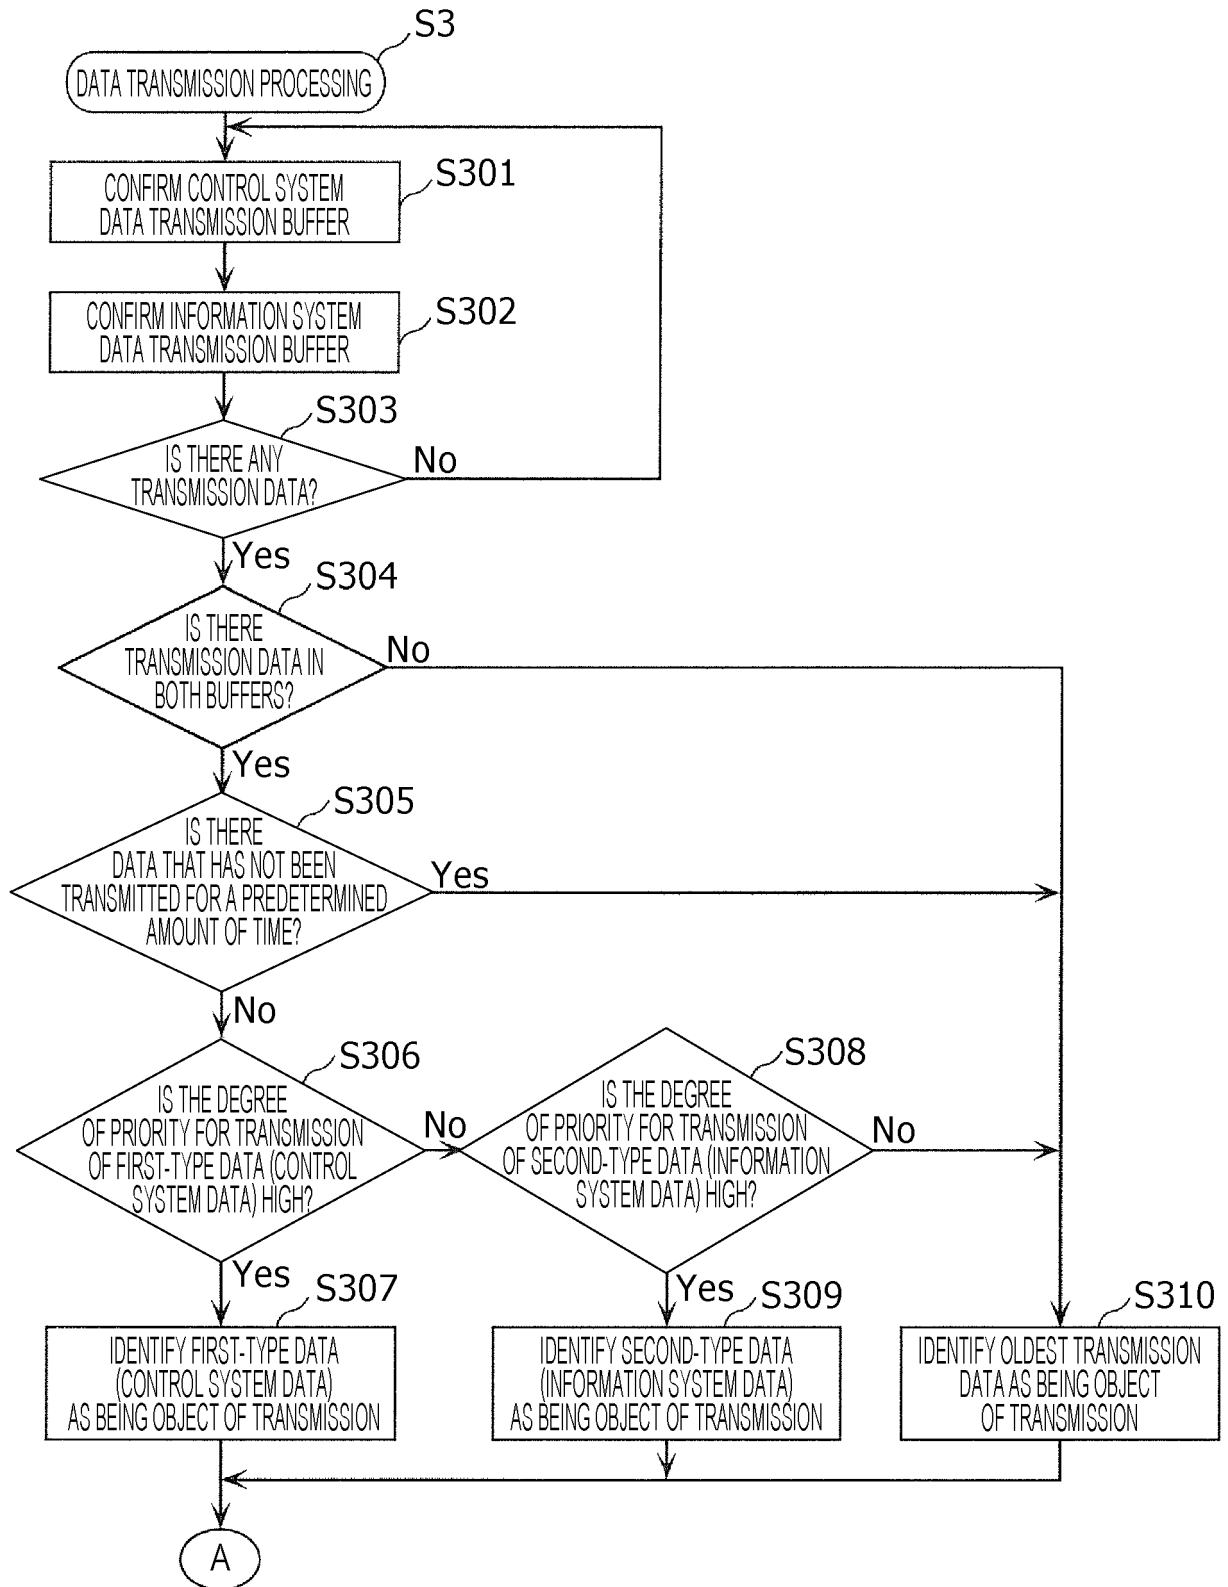 S3
DATA TRANSMISSION PROCESSING
S301
CONFIRM CONTROL SYSTEM
DATA TRANSMISSION BUFFER
S302
CONFIRM INFORMATION SYSTEM
DATA TRANSMISSION BUFFER
S303
IS THERE ANY
TRANSMISSION DATA?
No
Yes
S304
IS THERE
TRANSMISSION DATA IN
BOTH BUFFERS?
No
Yes
S305
IS THERE
DATA THAT HAS NOT BEEN
TRANSMITTED FOR A PREDETERMINED
AMOUNT OF TIME?
Yes
No
S306
IS THE DEGREE
OF PRIORITY FOR TRANSMISSION
OF FIRST-TYPE DATA (CONTROL
SYSTEM DATA) HIGH?
No
Yes
S308
IS THE DEGREE
OF PRIORITY FOR TRANSMISSION
OF SECOND-TYPE DATA (INFORMATION
SYSTEM DATA) HIGH?
No
Yes
S307
IDENTIFY FIRST-TYPE DATA
(CONTROL SYSTEM DATA)
AS BEING OBJECT OF TRANSMISSION
S309
IDENTIFY SECOND-TYPE DATA
(INFORMATION SYSTEM DATA)
AS BEING OBJECT OF TRANSMISSION
S310
IDENTIFY OLDEST TRANSMISSION
DATA AS BEING OBJECT
OF TRANSMISSION
A